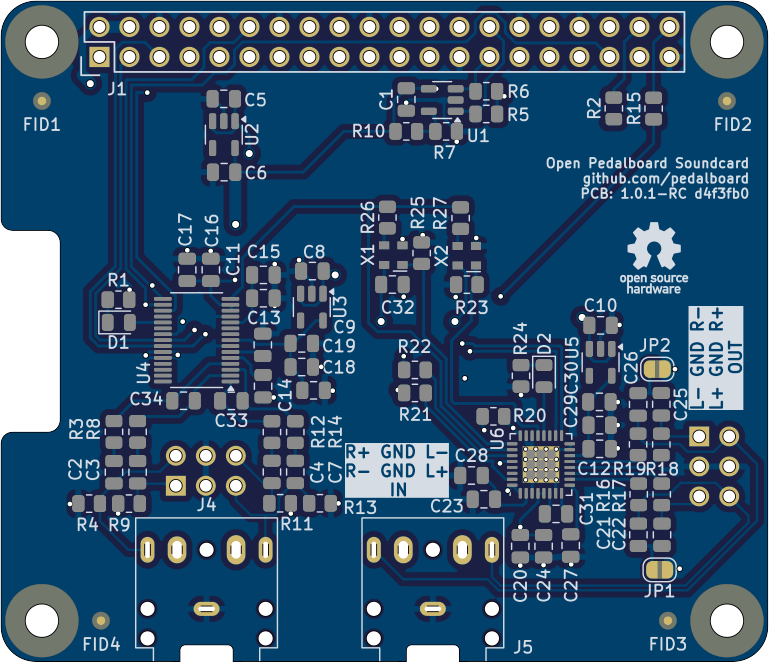 J1
C5
U2
C6
C1
R6
R5
R10
U1
R7
R2
R15
FID1
FID2
Open Pedalboard Soundcard
github.com/pedalboard
PCB: 1.0.1-RC d4f3fb0
open source
hardware
C17
C16
C11
R26
R25
R27
X1
X2
C15
C8
C13
U3
C9
C32
R23
R1
D1
U4
C19
C18
C14
C34
C33
R22
R21
R24
D2
U5
C10
C30
C29
R20
JP2
C26
C25
L- GND R-
L+ GND R+
OUT
R3
R8
R12
R14
C2
C3
C4
C7
R4
R9
J4
R11
R13
R+ GND L-
R- GND L+
IN
C28
C23
U6
C12
R19
R18
C31
C21
R16
C22
R17
C20
C24
C27
JP1
FID4
J5
FID3